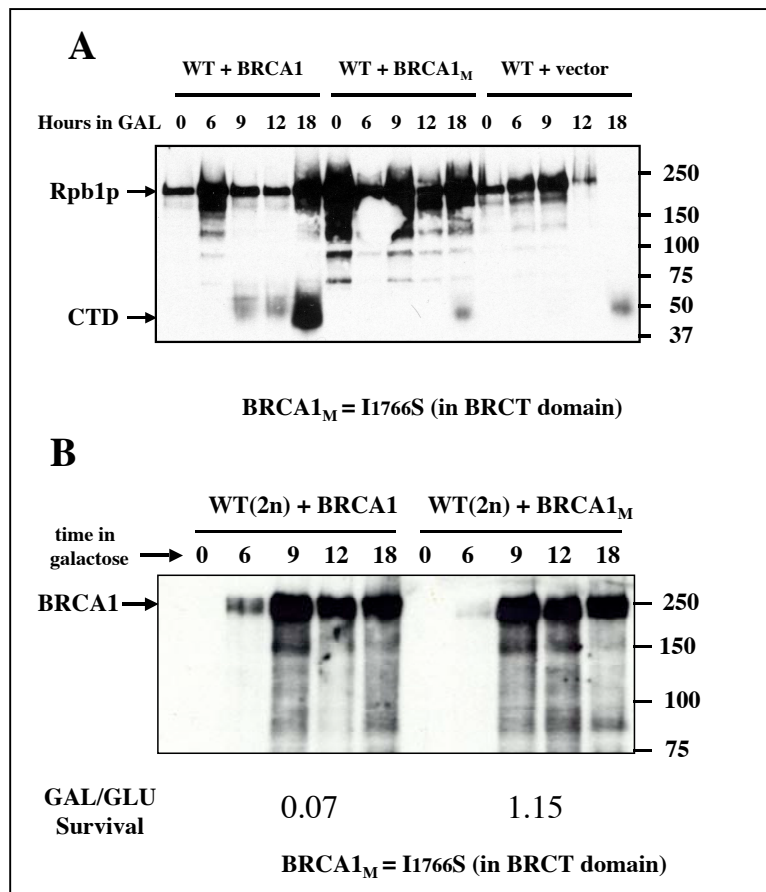 A
WT + BRCA1 WT + BRCA1M WT + vector
Hours in GAL 0 6 9 12 18 0 6 9 12 18 0 6 9 12 18
Rpb1p
250
150
100
75
50
CTD
37
BRCA1M = I1766S (in BRCT domain)
B
WT(2n) + BRCA1 WT(2n) + BRCA1M
time in
galactose 0 6 9 12 18 0 6 9 12 18
BRCA1 250
150
100
75
GAL/GLU
Survival 0.07 1.15
BRCA1M = I1766S (in BRCT domain)